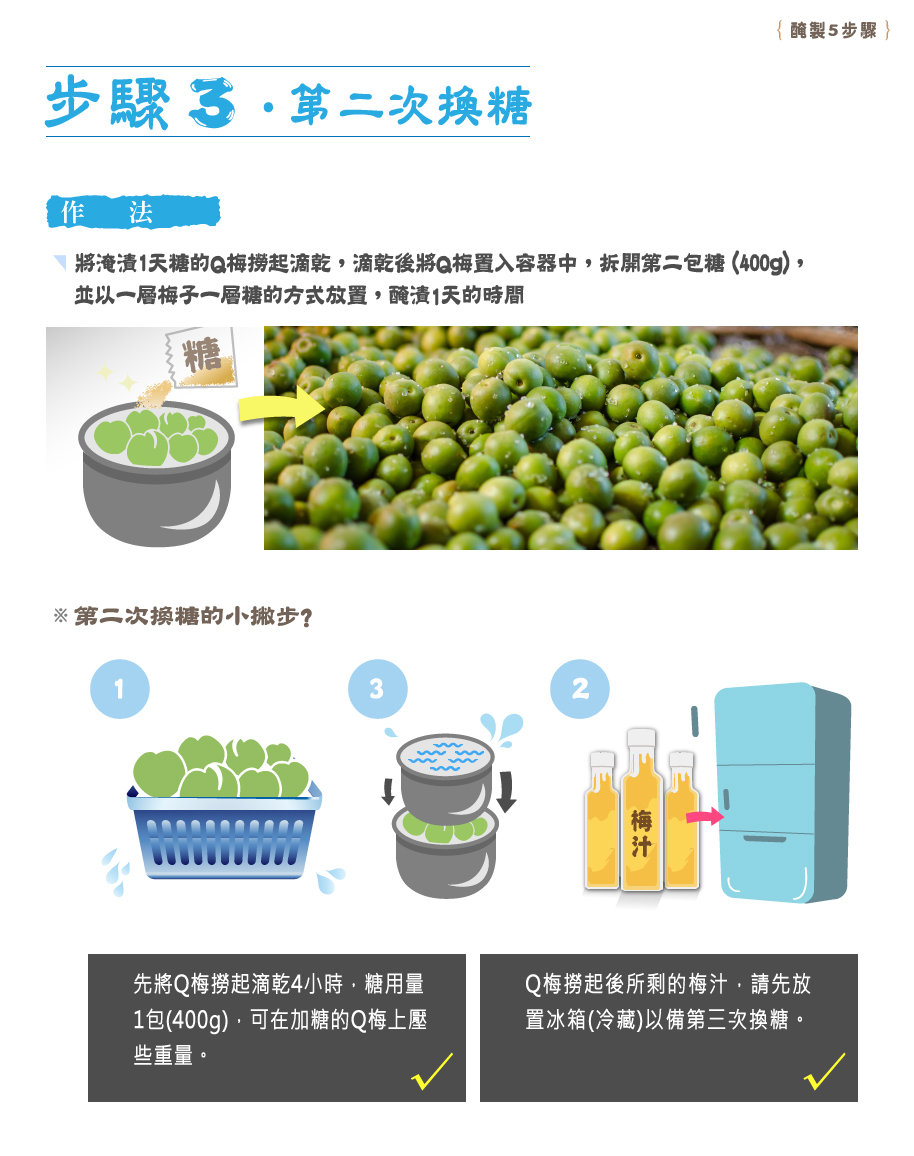 { 醃製5步驟 }
步驟 3 · 第二次換糖
作 法
將淹漬1天糖的Q梅撈起滴乾，滴乾後將Q梅置入容器中，拆開第二包糖 (400g)，
並以一層梅子一層糖的方式放置，醃漬1天的時間
糖
※ 第二次換糖的小撇步?
1
3
2
梅汁
先將Q梅撈起滴乾4小時，糖用量
1包(400g)，可在加糖的Q梅上壓
些重量。
Q梅撈起後所剩的梅汁，請先放
置冰箱(冷藏)以備第三次換糖。